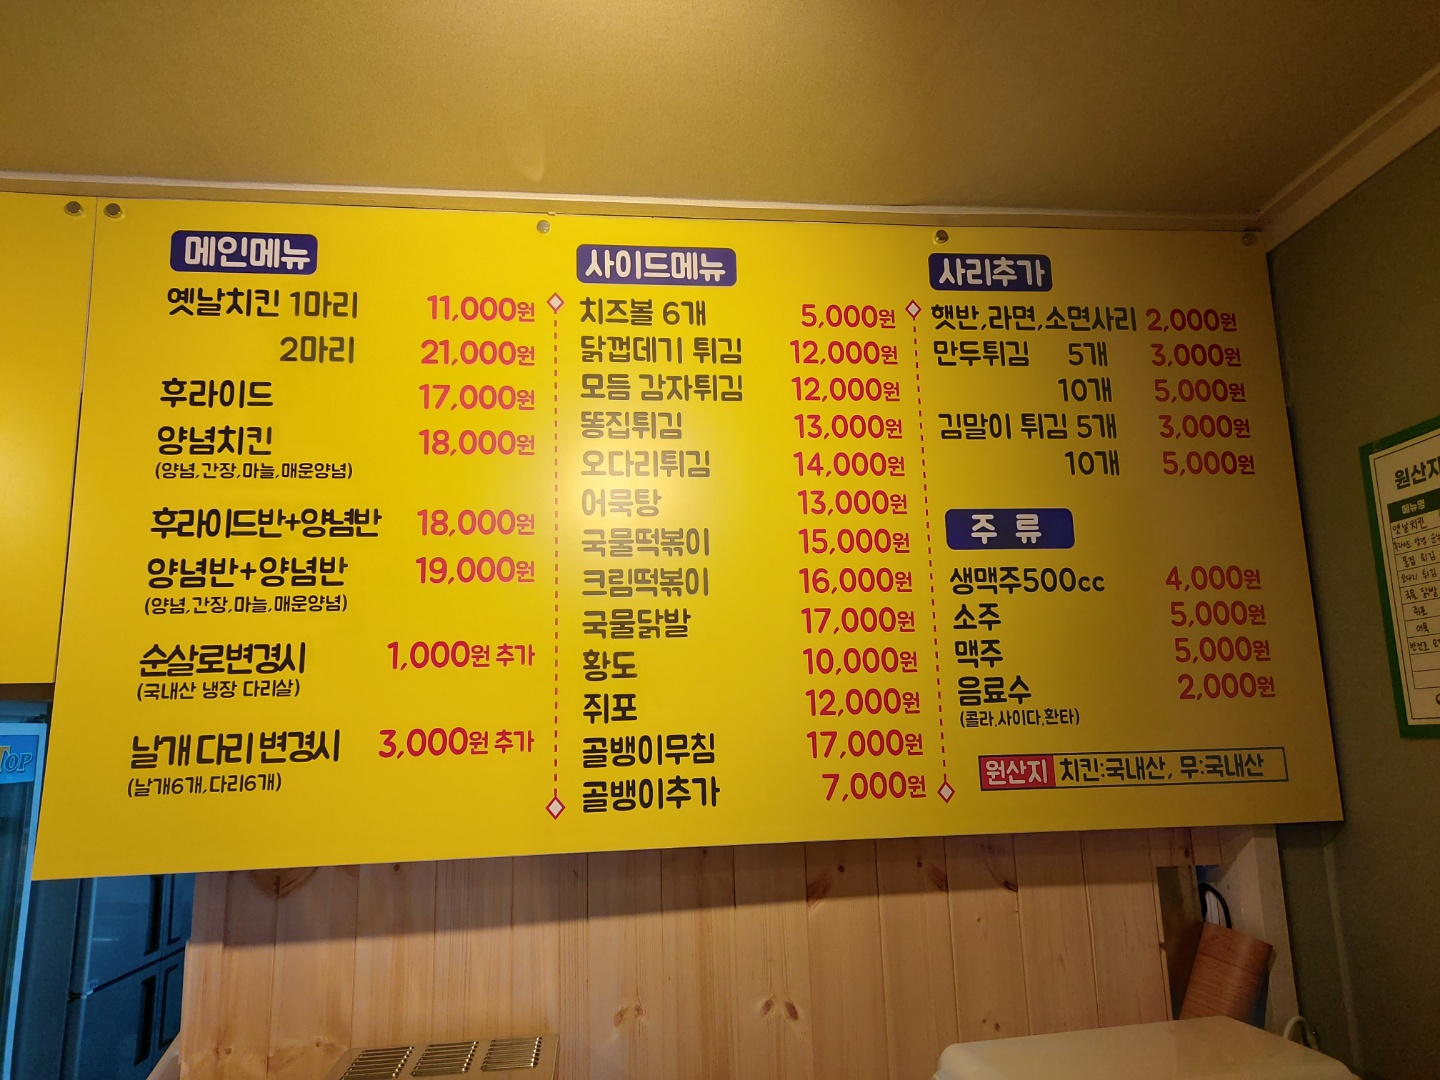 메인메뉴
옛날치킨 1마리 11,000원
2마리 21,000원
후라이드 17,000원
양념치킨 18,000원
(양념,간장,마늘,매운양념)
후라이드반+양념반 18,000원
양념반+양념반 19,000원
(양념,간장,마늘,매운양념)
순살로변경시 1,000원 추가
(국내산 냉장 다리살)
날개 다리 변경시 3,000원 추가
(날개6개,다리6개)
사이드메뉴
치즈볼 6개 5,000원
닭껍데기 튀김 12,000원
모듬 감자튀김 12,000원
똥집튀김 13,000원
오다리튀김 14,000원
어묵탕 13,000원
국물떡볶이 15,000원
크림떡볶이 16,000원
국물닭발 17,000원
황도 10,000원
쥐포 12,000원
골뱅이무침 17,000원
골뱅이추가 7,000원
사리추가
햇반,라면,소면사리 2,000원
만두튀김 5개 3,000원
10개 5,000원
김말이 튀김 5개 3,000원
10개 5,000원
주 류
생맥주500cc 4,000원
소주 5,000원
맥주 5,000원
음료수 2,000원
(콜라,사이다,환타)
원산지 치킨:국내산, 무:국내산
원산지
메뉴명
옛날치킨
쥐포
어묵
TOP